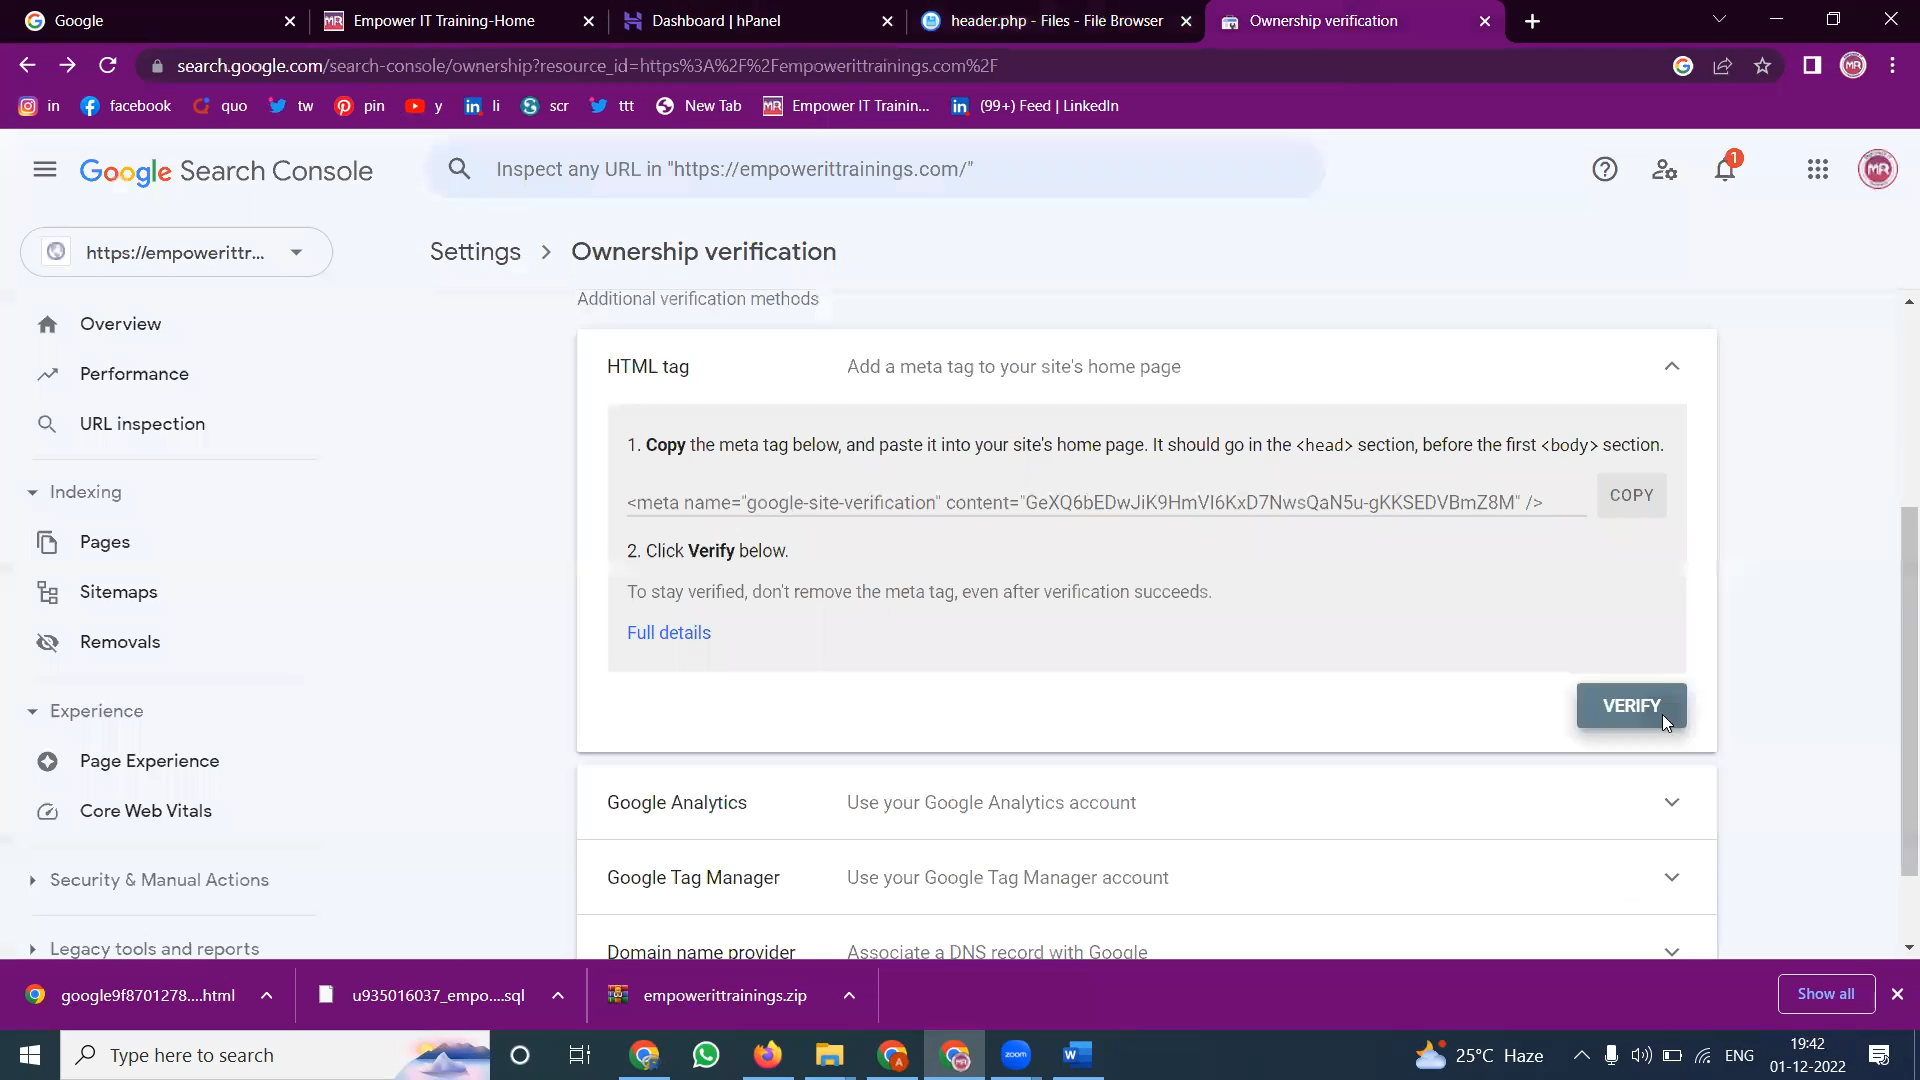 Google
Empower IT Training-Home
Dashboard | hPanel
header.php - Files - File Browser
Ownership verification
search.google.com/search-console/ownership?resource_id=https%3A%2F%2Fempowerittrainings.com%2F
in
facebook
quo
tw
pin
y
li
scr
ttt
New Tab
MR
Empower IT Trainin...
(99+) Feed | LinkedIn
Google Search Console
Inspect any URL in "https://empowerittrainings.com/"
1
MR
https://empowerittr...
Settings > Ownership verification
Overview
Performance
URL inspection
Indexing
Pages
Sitemaps
Removals
Experience
Page Experience
Core Web Vitals
Security & Manual Actions
Legacy tools and reports
Additional verification methods
HTML tag
Add a meta tag to your site's home page
1. Copy the meta tag below, and paste it into your site's home page. It should go in the <head> section, before the first <body> section.
<meta name="google-site-verification" content="GeXQ6bEDwJiK9HmVI6KxD7NwsQaN5u-gKKSEDVBmZ8M" />
COPY
2. Click Verify below.
To stay verified, don't remove the meta tag, even after verification succeeds.
Full details
VERIFY
Google Analytics
Use your Google Analytics account
Google Tag Manager
Use your Google Tag Manager account
Domain name provider
Associate a DNS record with Google
google9f8701278....html
u935016037_empo....sql
empowerittrainings.zip
Show all
Type here to search
zoom
25°C Haze
ENG
19:42
01-12-2022